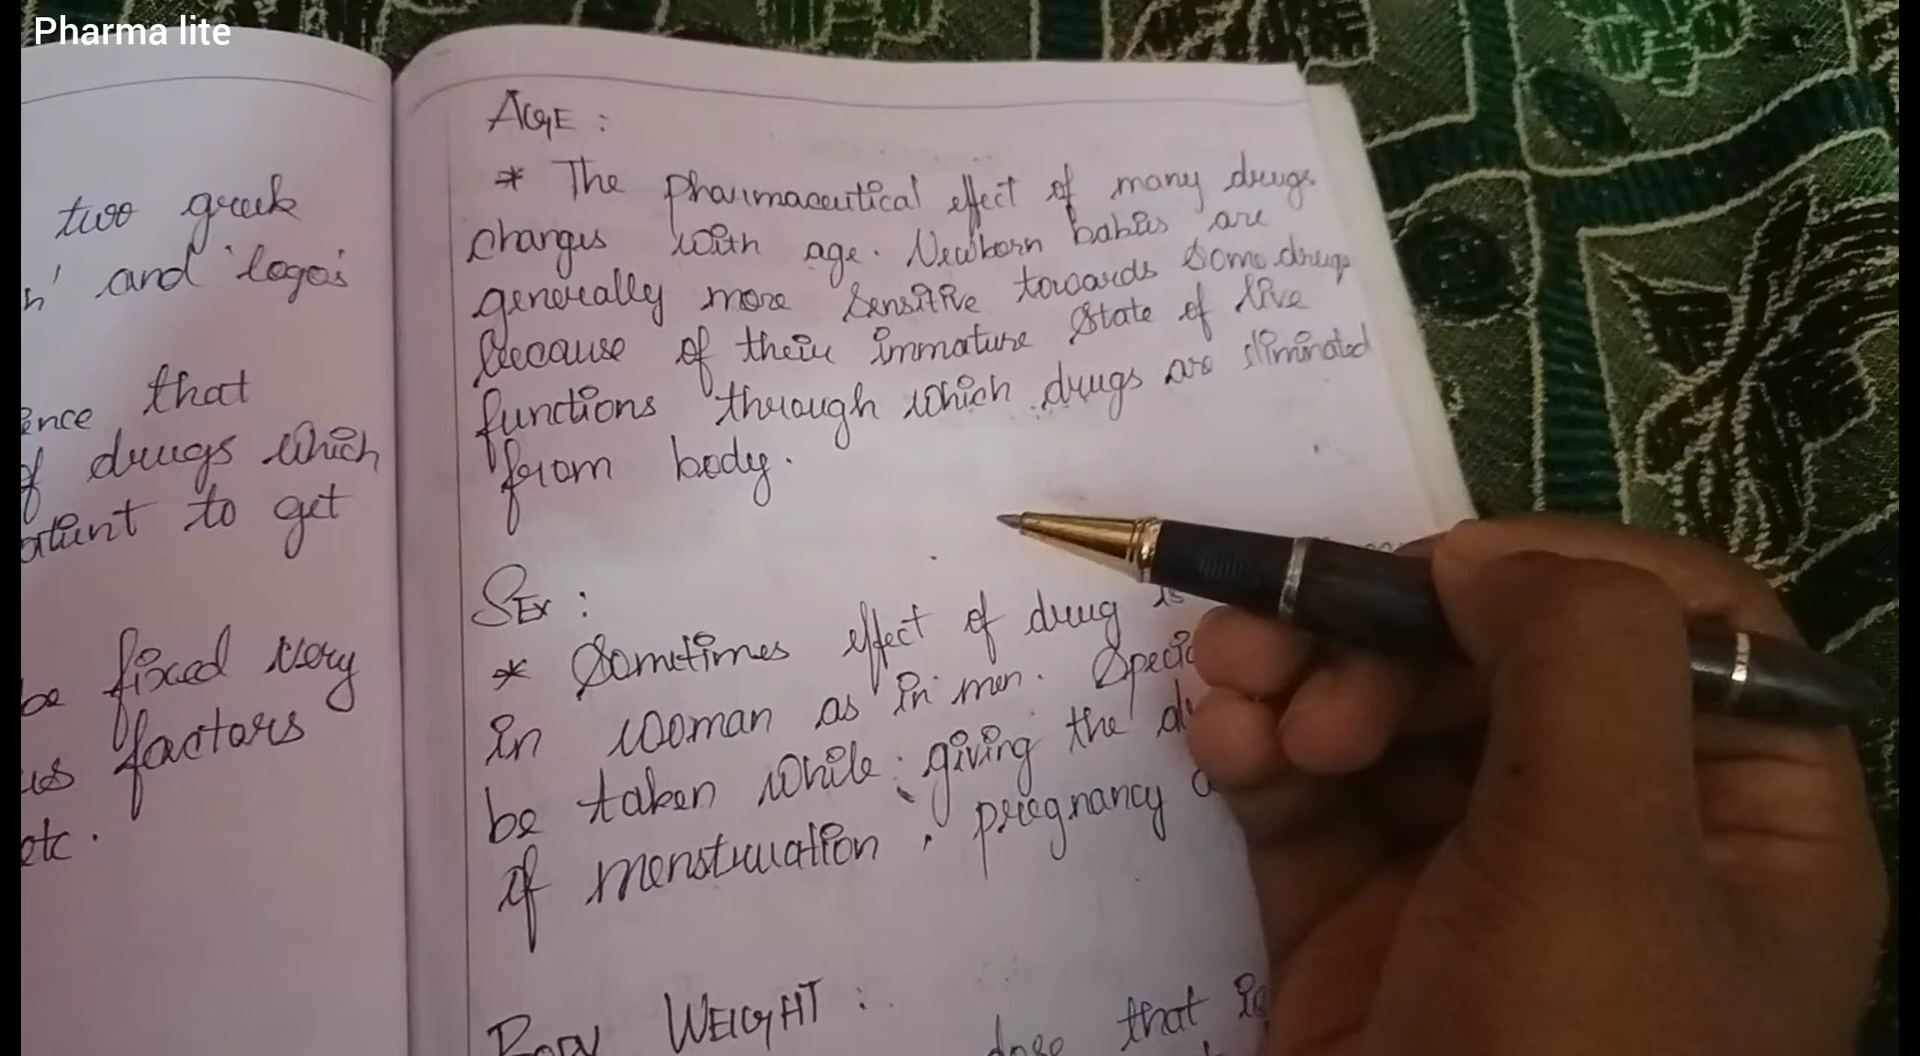 Pharma lite
two greek
n' and 'logos
that
ence
of drugs which
get
to
be fixed very
factors
etc.
AGE:
* The pharmaceutical effect of many drugs
changes with age. Newborn babies are
generally more sensitive towards some drugs
because of their immature state of live
functions through which drugs are eliminated
from body.
SEX:
* Sometimes effect of drug is
in woman as in men.
be taken while giving the
of menstruation, pregnancy
BODY WEIGHT:
dose that is